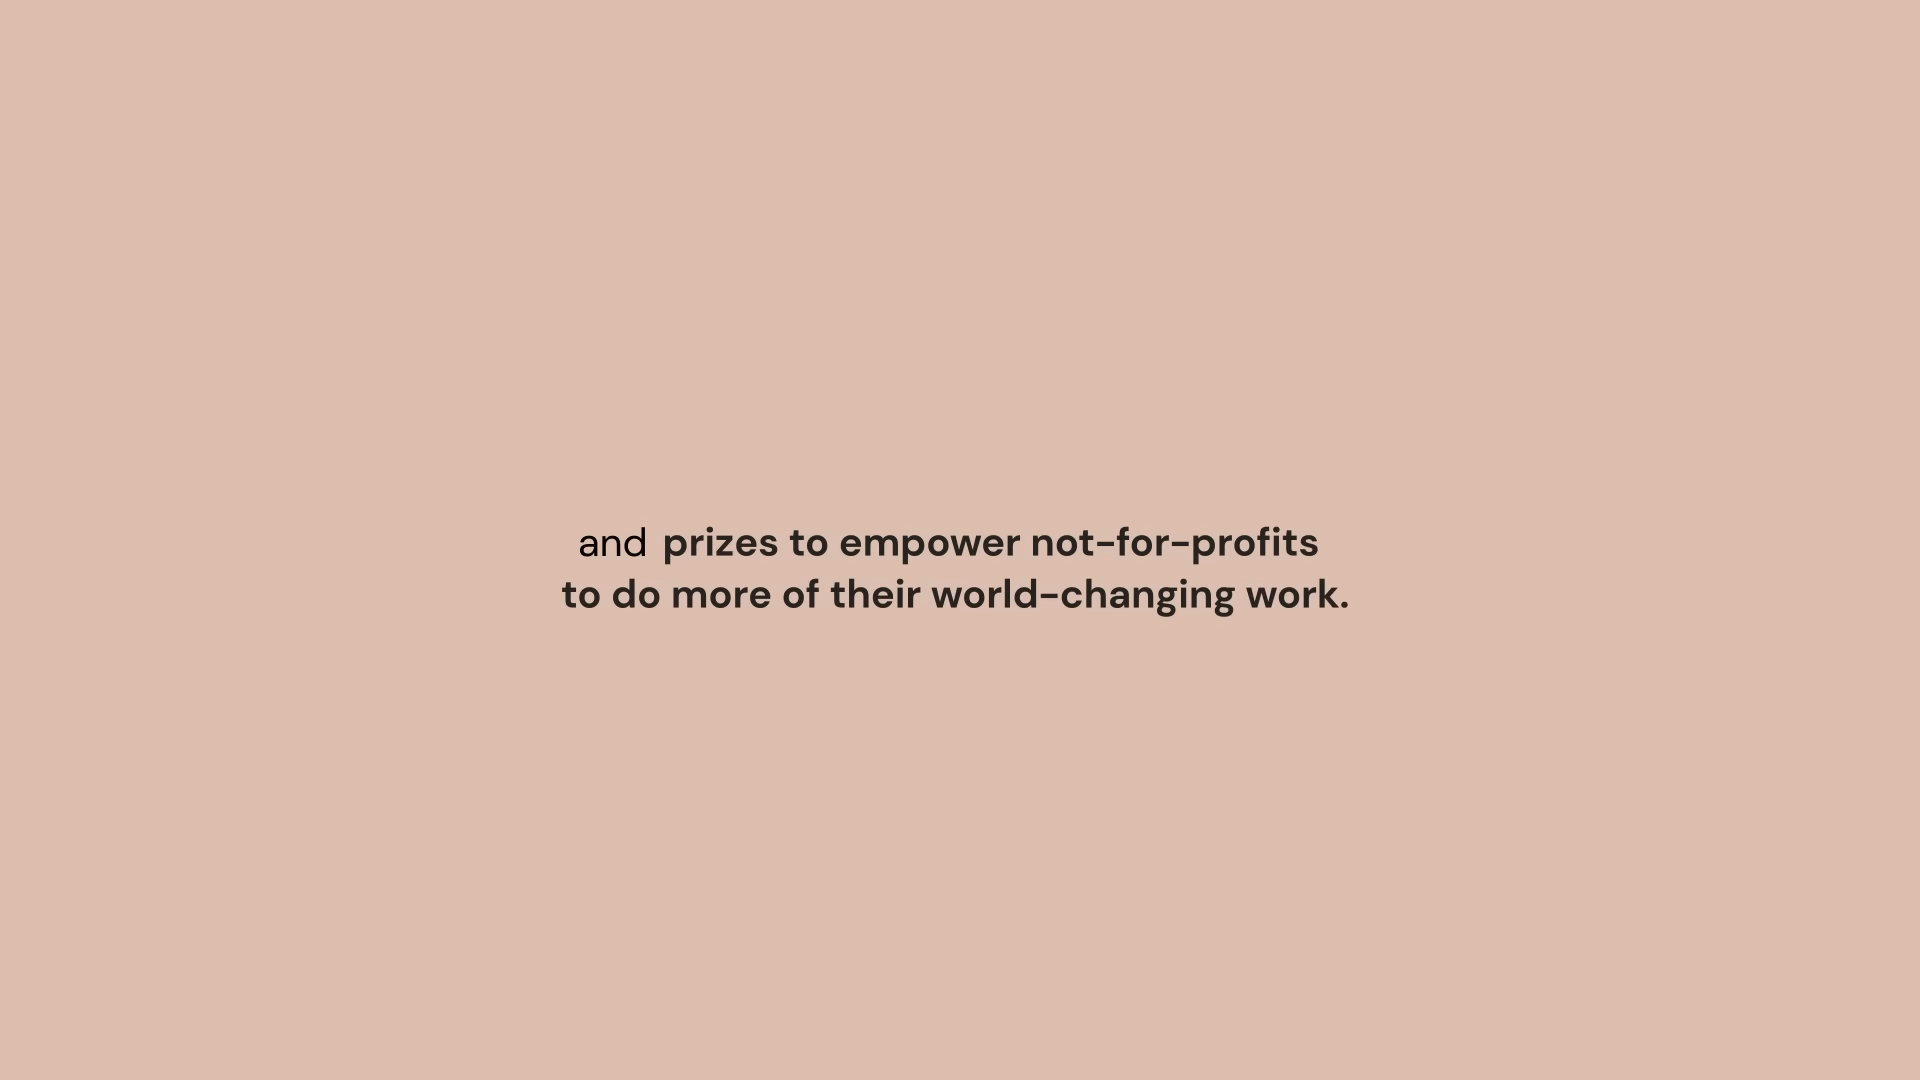 and prizes to empower not-for-profits
to do more of their world-changing work.